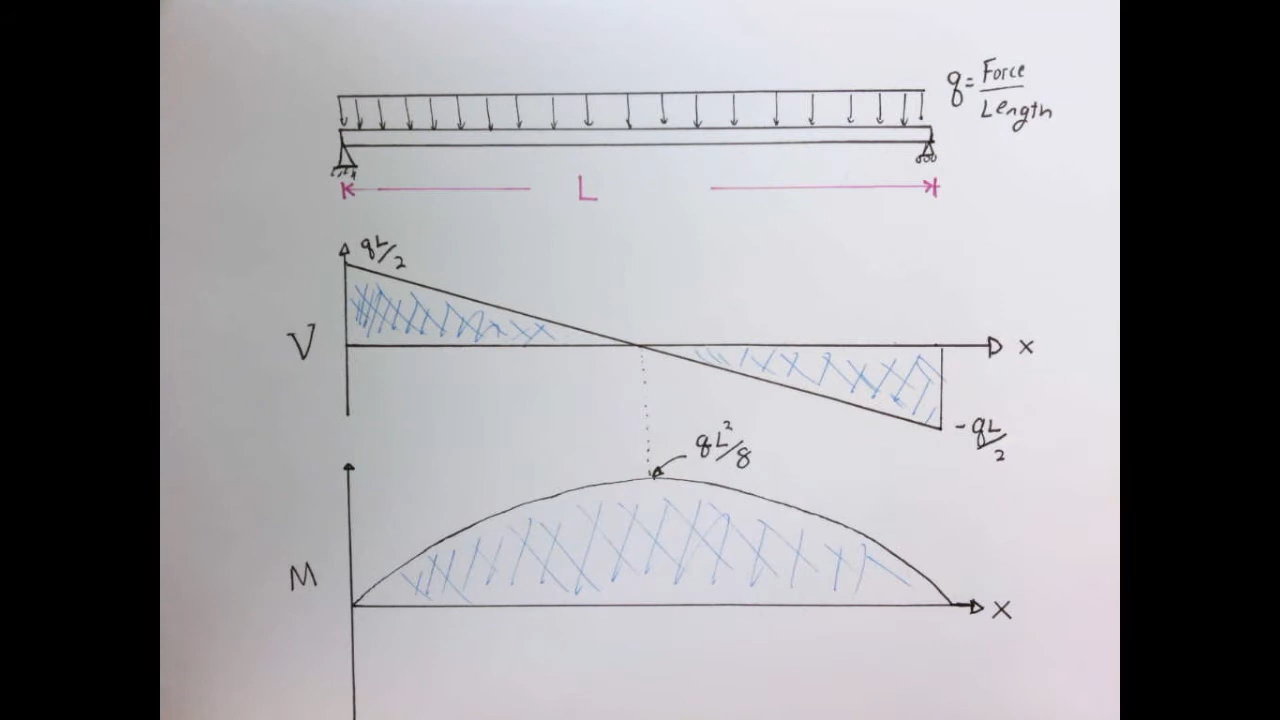 q = Force
Length
L
qL/2
V
x
-qL/2
qL²/8
M
x